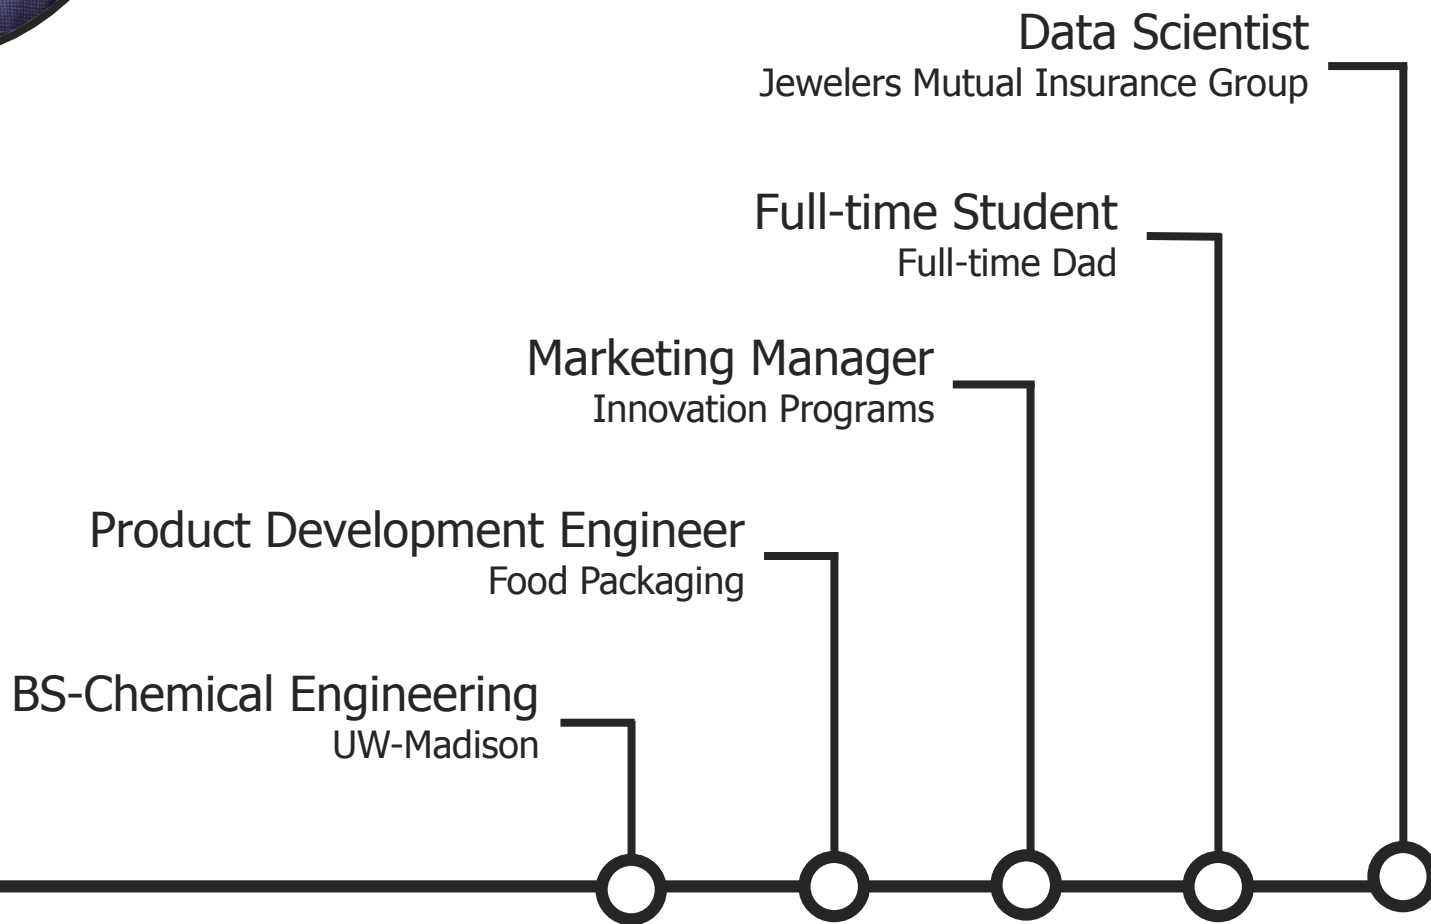 Data Scientist
Jewelers Mutual Insurance Group
Full-time Student
Full-time Dad
Marketing Manager
Innovation Programs
Product Development Engineer
Food Packaging
BS-Chemical Engineering
UW-Madison